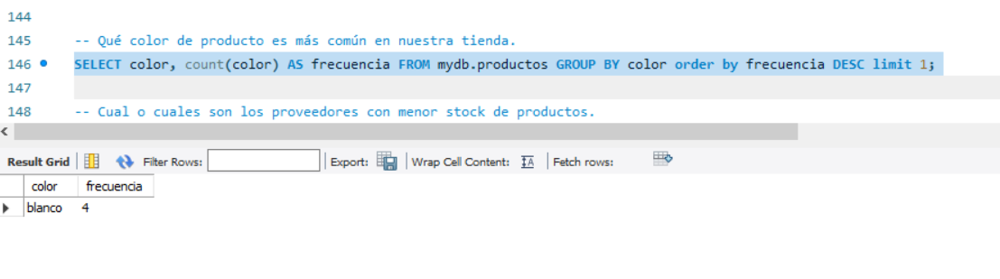 144
145 -- Qué color de producto es más común en nuestra tienda.
146 SELECT color, count(color) AS frecuencia FROM mydb.productos GROUP BY color order by frecuencia DESC limit 1;
147
148 -- Cual o cuales son los proveedores con menor stock de productos.
Result Grid Filter Rows: Export: Wrap Cell Content: IA Fetch rows:
color frecuencia
blanco 4